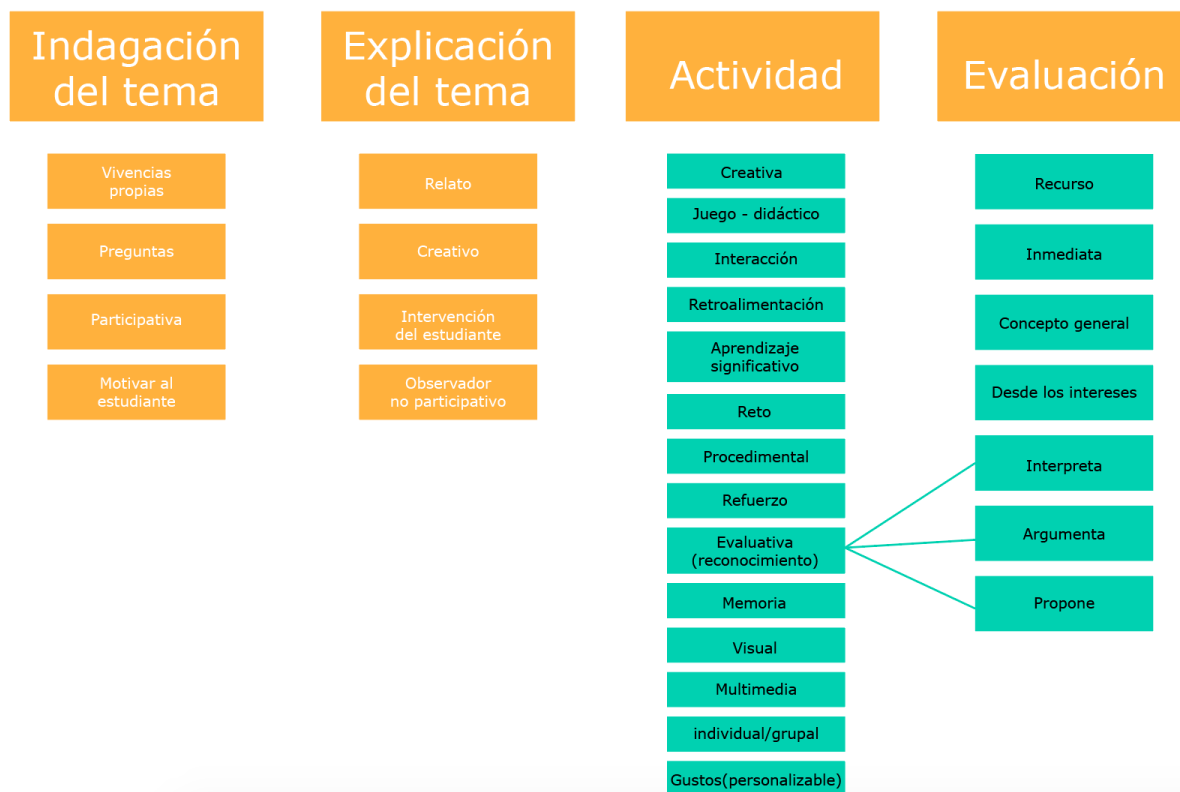 Indagación
del tema
Vivencias
propias
Preguntas
Participativa
Motivar al
estudiante
Explicación
del tema
Relato
Creativo
Intervención
del estudiante
Observador
no participativo
Actividad
Creativa
Juego - didáctico
Interacción
Retroalimentación
Aprendizaje
significativo
Reto
Procedimental
Refuerzo
Evaluativa
(reconocimiento)
Memoria
Visual
Multimedia
individual/grupal
Gustos(personalizable)
Evaluación
Recurso
Inmediata
Concepto general
Desde los intereses
Interpreta
Argumenta
Propone